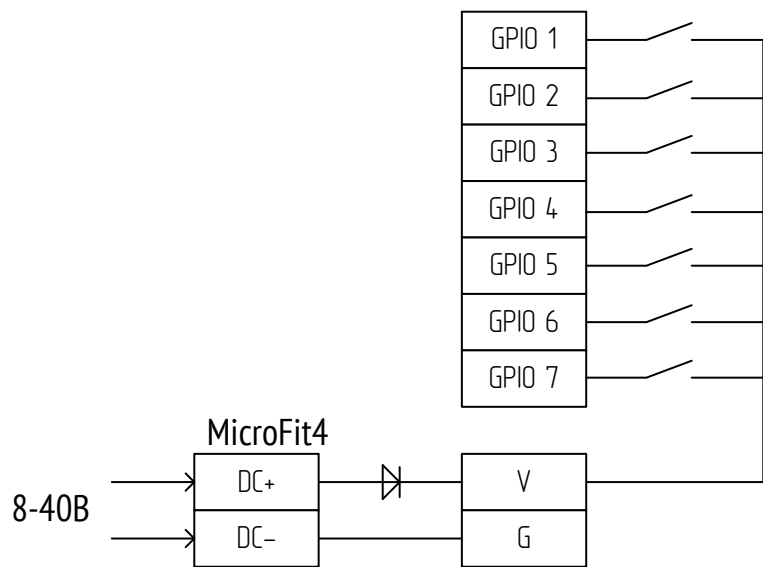 GPIO 1
GPIO 2
GPIO 3
GPIO 4
GPIO 5
GPIO 6
GPIO 7
MicroFit4
8-40В
DC+
V
DC-
G